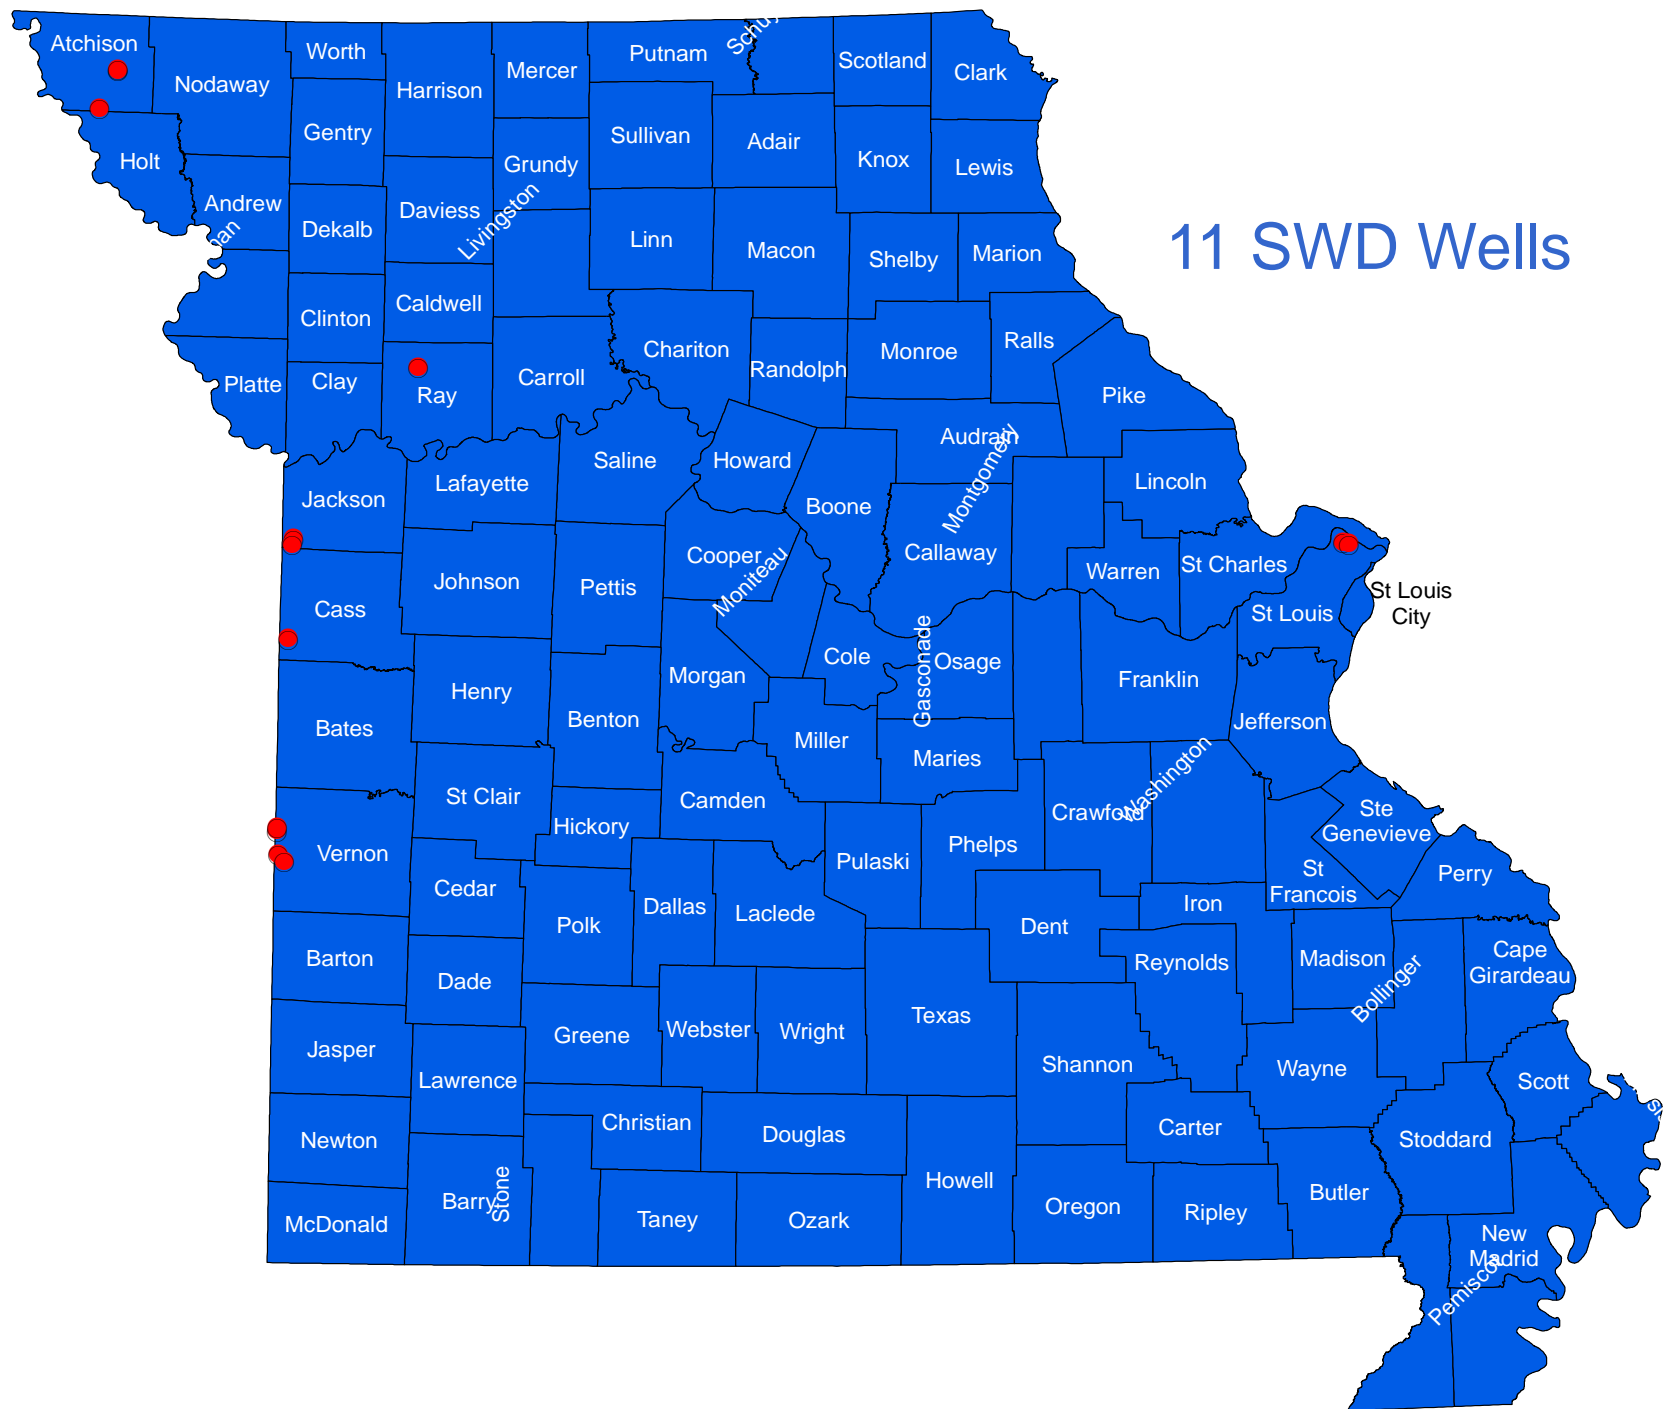 Atchison
Nodaway
Worth
Harrison
Mercer
Putnam
Scotland
Clark
Gentry
Sullivan
Adair
Knox
Lewis
Holt
Grundy
Andrew
Dekalb
Daviess
Livingston
Linn
Macon
Shelby
Marion
11 SWD Wells
Clinton
Caldwell
Chariton
Randolph
Monroe
Ralls
Platte
Clay
Ray
Carroll
Pike
Audrain
Montgomery
Saline
Howard
Boone
Lincoln
Jackson
Lafayette
Cooper
Moniteau
Callaway
Warren
St Charles
Johnson
Pettis
Cass
St Louis
St Louis
City
Cole
Osage
Gasconade
Morgan
Franklin
Henry
Benton
Jefferson
Bates
Miller
Maries
Washington
St Clair
Camden
Crawford
Hickory
Ste
Genevieve
Vernon
Pulaski
Phelps
St
Francois
Perry
Cedar
Polk
Dallas
Laclede
Dent
Iron
Barton
Dade
Reynolds
Madison
Bollinger
Cape
Girardeau
Jasper
Greene
Webster
Wright
Texas
Shannon
Wayne
Scott
Lawrence
Newton
Christian
Douglas
Carter
Stoddard
McDonald
Barry
Stone
Taney
Ozark
Howell
Oregon
Ripley
Butler
New
Madrid
Pemiscot